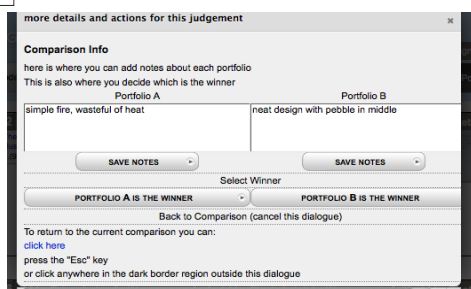 more details and actions for this judgement
Comparison Info
here is where you can add notes about each portfolio
This is also where you decide which is the winner
Portfolio A Portfolio B
simple fire, wasteful of heat neat design with pebble in middle
SAVE NOTES SAVE NOTES
Select Winner
PORTFOLIO A IS THE WINNER PORTFOLIO B IS THE WINNER
Back to Comparison (cancel this dialogue)
To return to the current comparison you can:
click here
press the "Esc" key
or click anywhere in the dark border region outside this dialogue